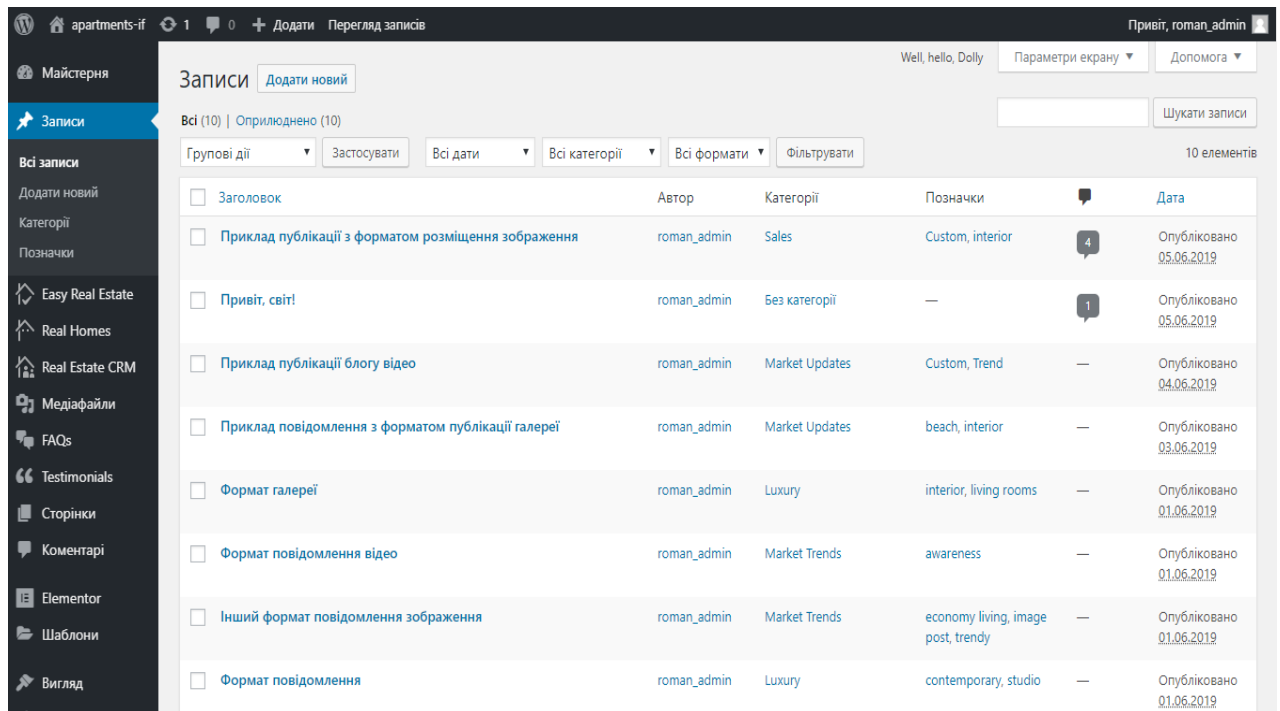 apartments-if 1 0 Додати Перегляд записів Привіт, roman_admin
Майстерня
Записи
Всі записи
Додати новий
Категорії
Позначки
Easy Real Estate
Real Homes
Real Estate CRM
Медіафайли
FAQs
Testimonials
Сторінки
Коментарі
Elementor
Шаблони
Вигляд
Well, hello, Dolly Параметри екрану Допомога
Записи Додати новий
Всі (10) | Оприлюднено (10)
Шукати записи
Групові дії Застосувати Всі дати Всі категорії Всі формати Фільтрувати 10 елементів
Заголовок Автор Категорії Позначки Дата
Приклад публікації з форматом розміщення зображення roman_admin Sales Custom, interior 4 Опубліковано
05.06.2019
Привіт, світ! roman_admin Без категорії — 1 Опубліковано
05.06.2019
Приклад публікації блогу відео roman_admin Market Updates Custom, Trend — Опубліковано
04.06.2019
Приклад повідомлення з форматом публікації галереї roman_admin Market Updates beach, interior — Опубліковано
03.06.2019
Формат галереї roman_admin Luxury interior, living rooms — Опубліковано
01.06.2019
Формат повідомлення відео roman_admin Market Trends awareness — Опубліковано
01.06.2019
Інший формат повідомлення зображення roman_admin Market Trends economy living, image — Опубліковано
post, trendy 01.06.2019
Формат повідомлення roman_admin Luxury contemporary, studio — Опубліковано
01.06.2019